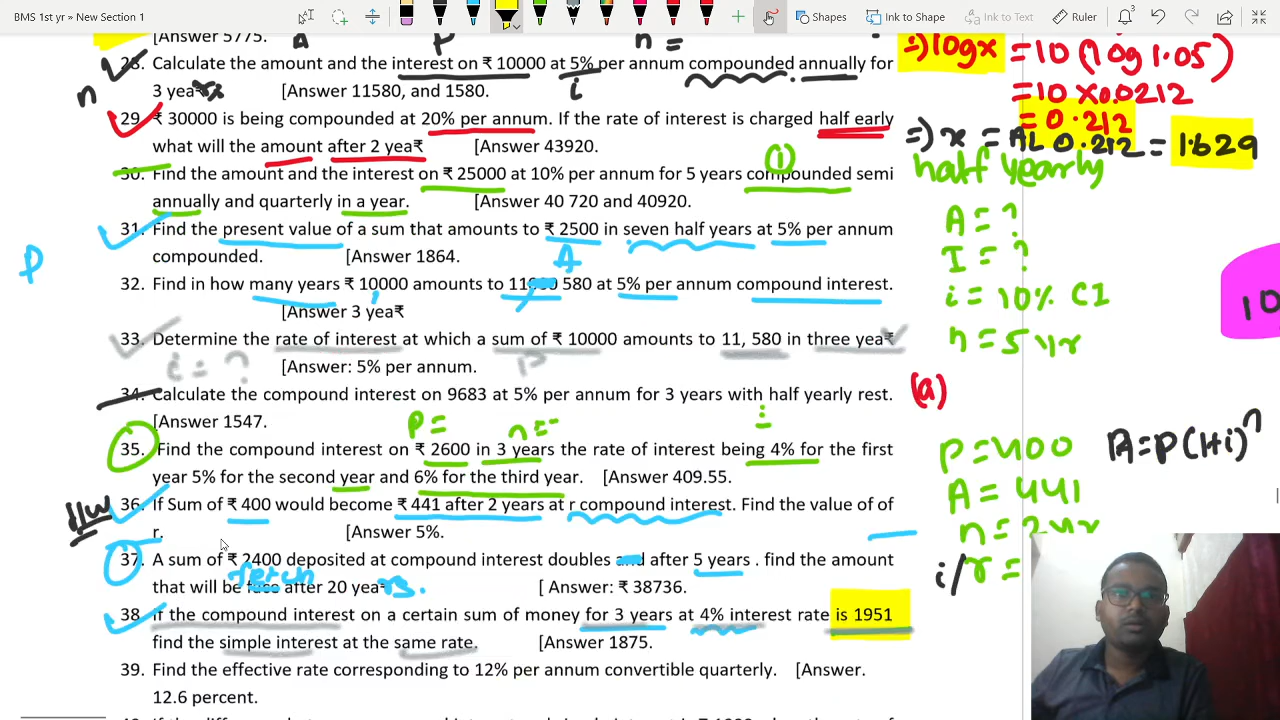 BMS 1st yr » New Section 1
Shapes
Ink to Shape
Ink to Text
Ruler
[Answer 5775.
A P n =
28. Calculate the amount and the interest on ₹ 10000 at 5% per annum compounded annually for
n i
3 yea [Answer 11580, and 1580.
29. ₹ 30000 is being compounded at 20% per annum. If the rate of interest is charged half early
what will the amount after 2 yea₹ [Answer 43920.
①
30. Find the amount and the interest on ₹ 25000 at 10% per annum for 5 years compounded semi
annually and quarterly in a year. [Answer 40 720 and 40920.
31. Find the present value of a sum that amounts to ₹ 2500 in seven half years at 5% per annum
compounded. [Answer 1864.
P A
32. Find in how many years ₹ 10000 amounts to 11 580 at 5% per annum compound interest.
[Answer 3 yea₹
33. Determine the rate of interest at which a sum of ₹ 10000 amounts to 11, 580 in three yea₹
i = ? P
[Answer: 5% per annum.
34. Calculate the compound interest on 9683 at 5% per annum for 3 years with half yearly rest.
[Answer 1547.
P = n = i =
35. Find the compound interest on ₹ 2600 in 3 years the rate of interest being 4% for the first
year 5% for the second year and 6% for the third year. [Answer 409.55.
H/W
36. If Sum of ₹ 400 would become ₹ 441 after 2 years at r compound interest. Find the value of of
r. [Answer 5%.
37. A sum of ₹ 2400 deposited at compound interest doubles and after 5 years . find the amount
that will be fetch after 20 years. [ Answer: ₹ 38736.
38. If the compound interest on a certain sum of money for 3 years at 4% interest rate is 1951
find the simple interest at the same rate. [Answer 1875.
39. Find the effective rate corresponding to 12% per annum convertible quarterly. [Answer.
12.6 percent.
⇒ logx = 10 (log 1.05)
= 10 x0.0212
= 0.212
⇒ x = AL 0.212 = 1.629
half yearly
A = ?
I = ?
i = 10% CI
n = 5 yr
10
(a)
P = 400 A = P(1+i)ⁿ
A = 441
n = 2 yr
i/r =